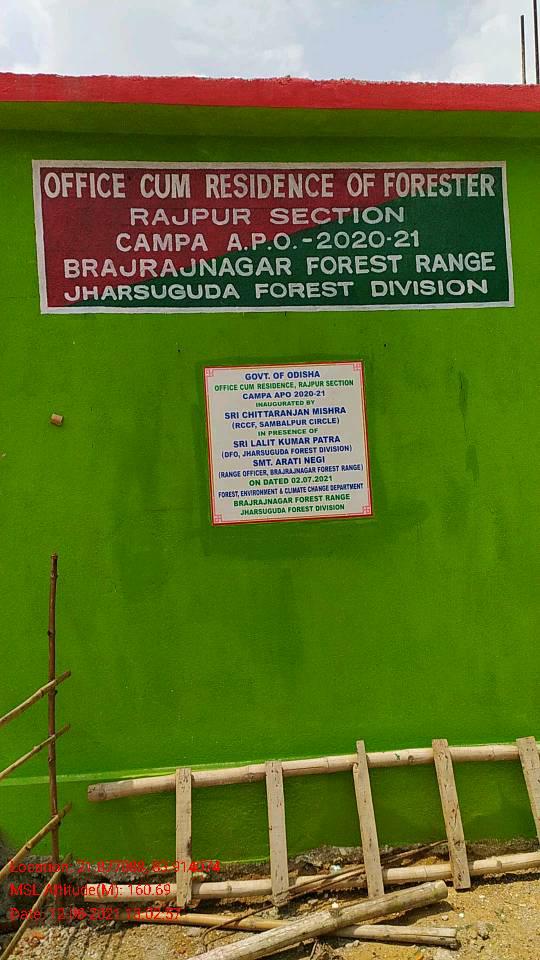 OFFICE CUM RESIDENCE OF FORESTER
RAJPUR SECTION
CAMPA A.P.O.-2020-21
BRAJRAJNAGAR FOREST RANGE
JHARSUGUDA FOREST DIVISION
GOVT. OF ODISHA
OFFICE CUM RESIDENCE, RAJPUR SECTION
CAMPA APO 2020-21
INAUGURATED BY
SRI CHITTARANJAN MISHRA
(RCCF, SAMBALPUR CIRCLE)
IN PRESENCE OF
SRI LALIT KUMAR PATRA
(DFO, JHARSUGUDA FOREST DIVISION)
SMT. ARATI NEGI
(RANGE OFFICER, BRAJRAJNAGAR FOREST RANGE)
ON DATED 02.07.2021
FOREST, ENVIRONMENT & CLIMATE CHANGE DEPARTMENT
BRAJRAJNAGAR FOREST RANGE
JHARSUGUDA FOREST DIVISION
Location:
MSL Altitude(M): 160.69
Date: